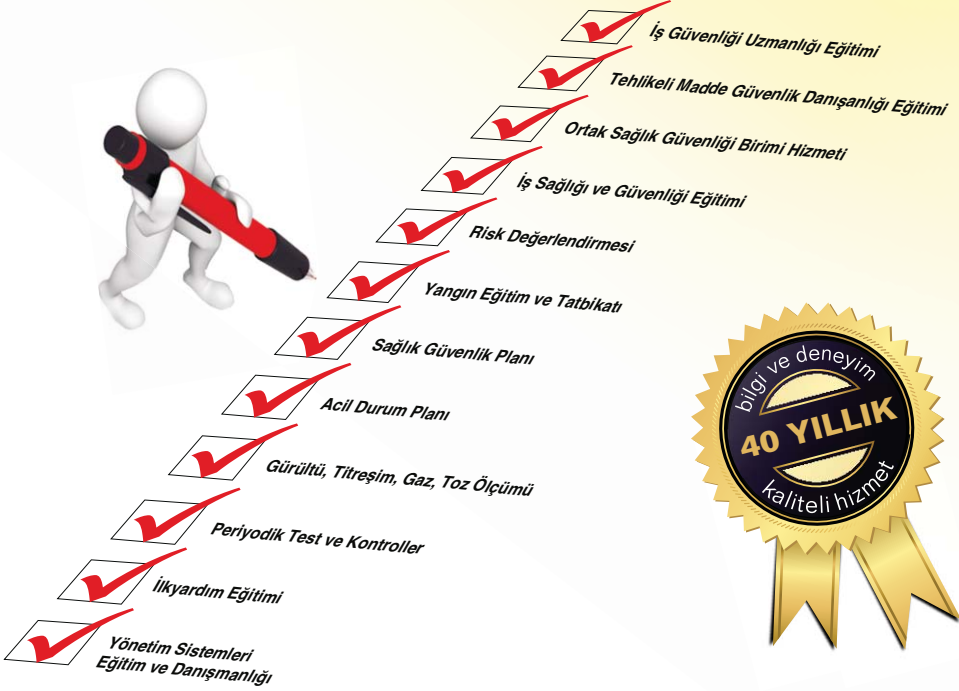 İş Güvenliği Uzmanlığı Eğitimi
Tehlikeli Madde Güvenlik Danışanlığı Eğitimi
Ortak Sağlık Güvenliği Birimi Hizmeti
İş Sağlığı ve Güvenliği Eğitimi
Risk Değerlendirmesi
Yangın Eğitim ve Tatbikatı
Sağlık Güvenlik Planı
Acil Durum Planı
Gürültü, Titreşim, Gaz, Toz Ölçümü
Periyodik Test ve Kontroller
İlkyardım Eğitimi
Yönetim Sistemleri
Eğitim ve Danışmanlığı
bilgi ve deneyim
40 YILLIK
kaliteli hizmet